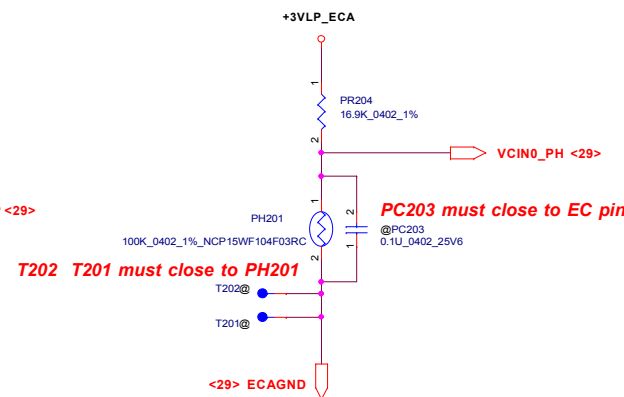 +3VLP_ECA
1
PR204
16.9K_0402_1%
2
VCIN0_PH <29>
<29>
1
2
PC203 must close to EC pin
PH201
@PC203
100K_0402_1%_NCP15WF104F03RC
0.1U_0402_25V6
2
1
T202 T201 must close to PH201
T202@
T201@
<29> ECAGND